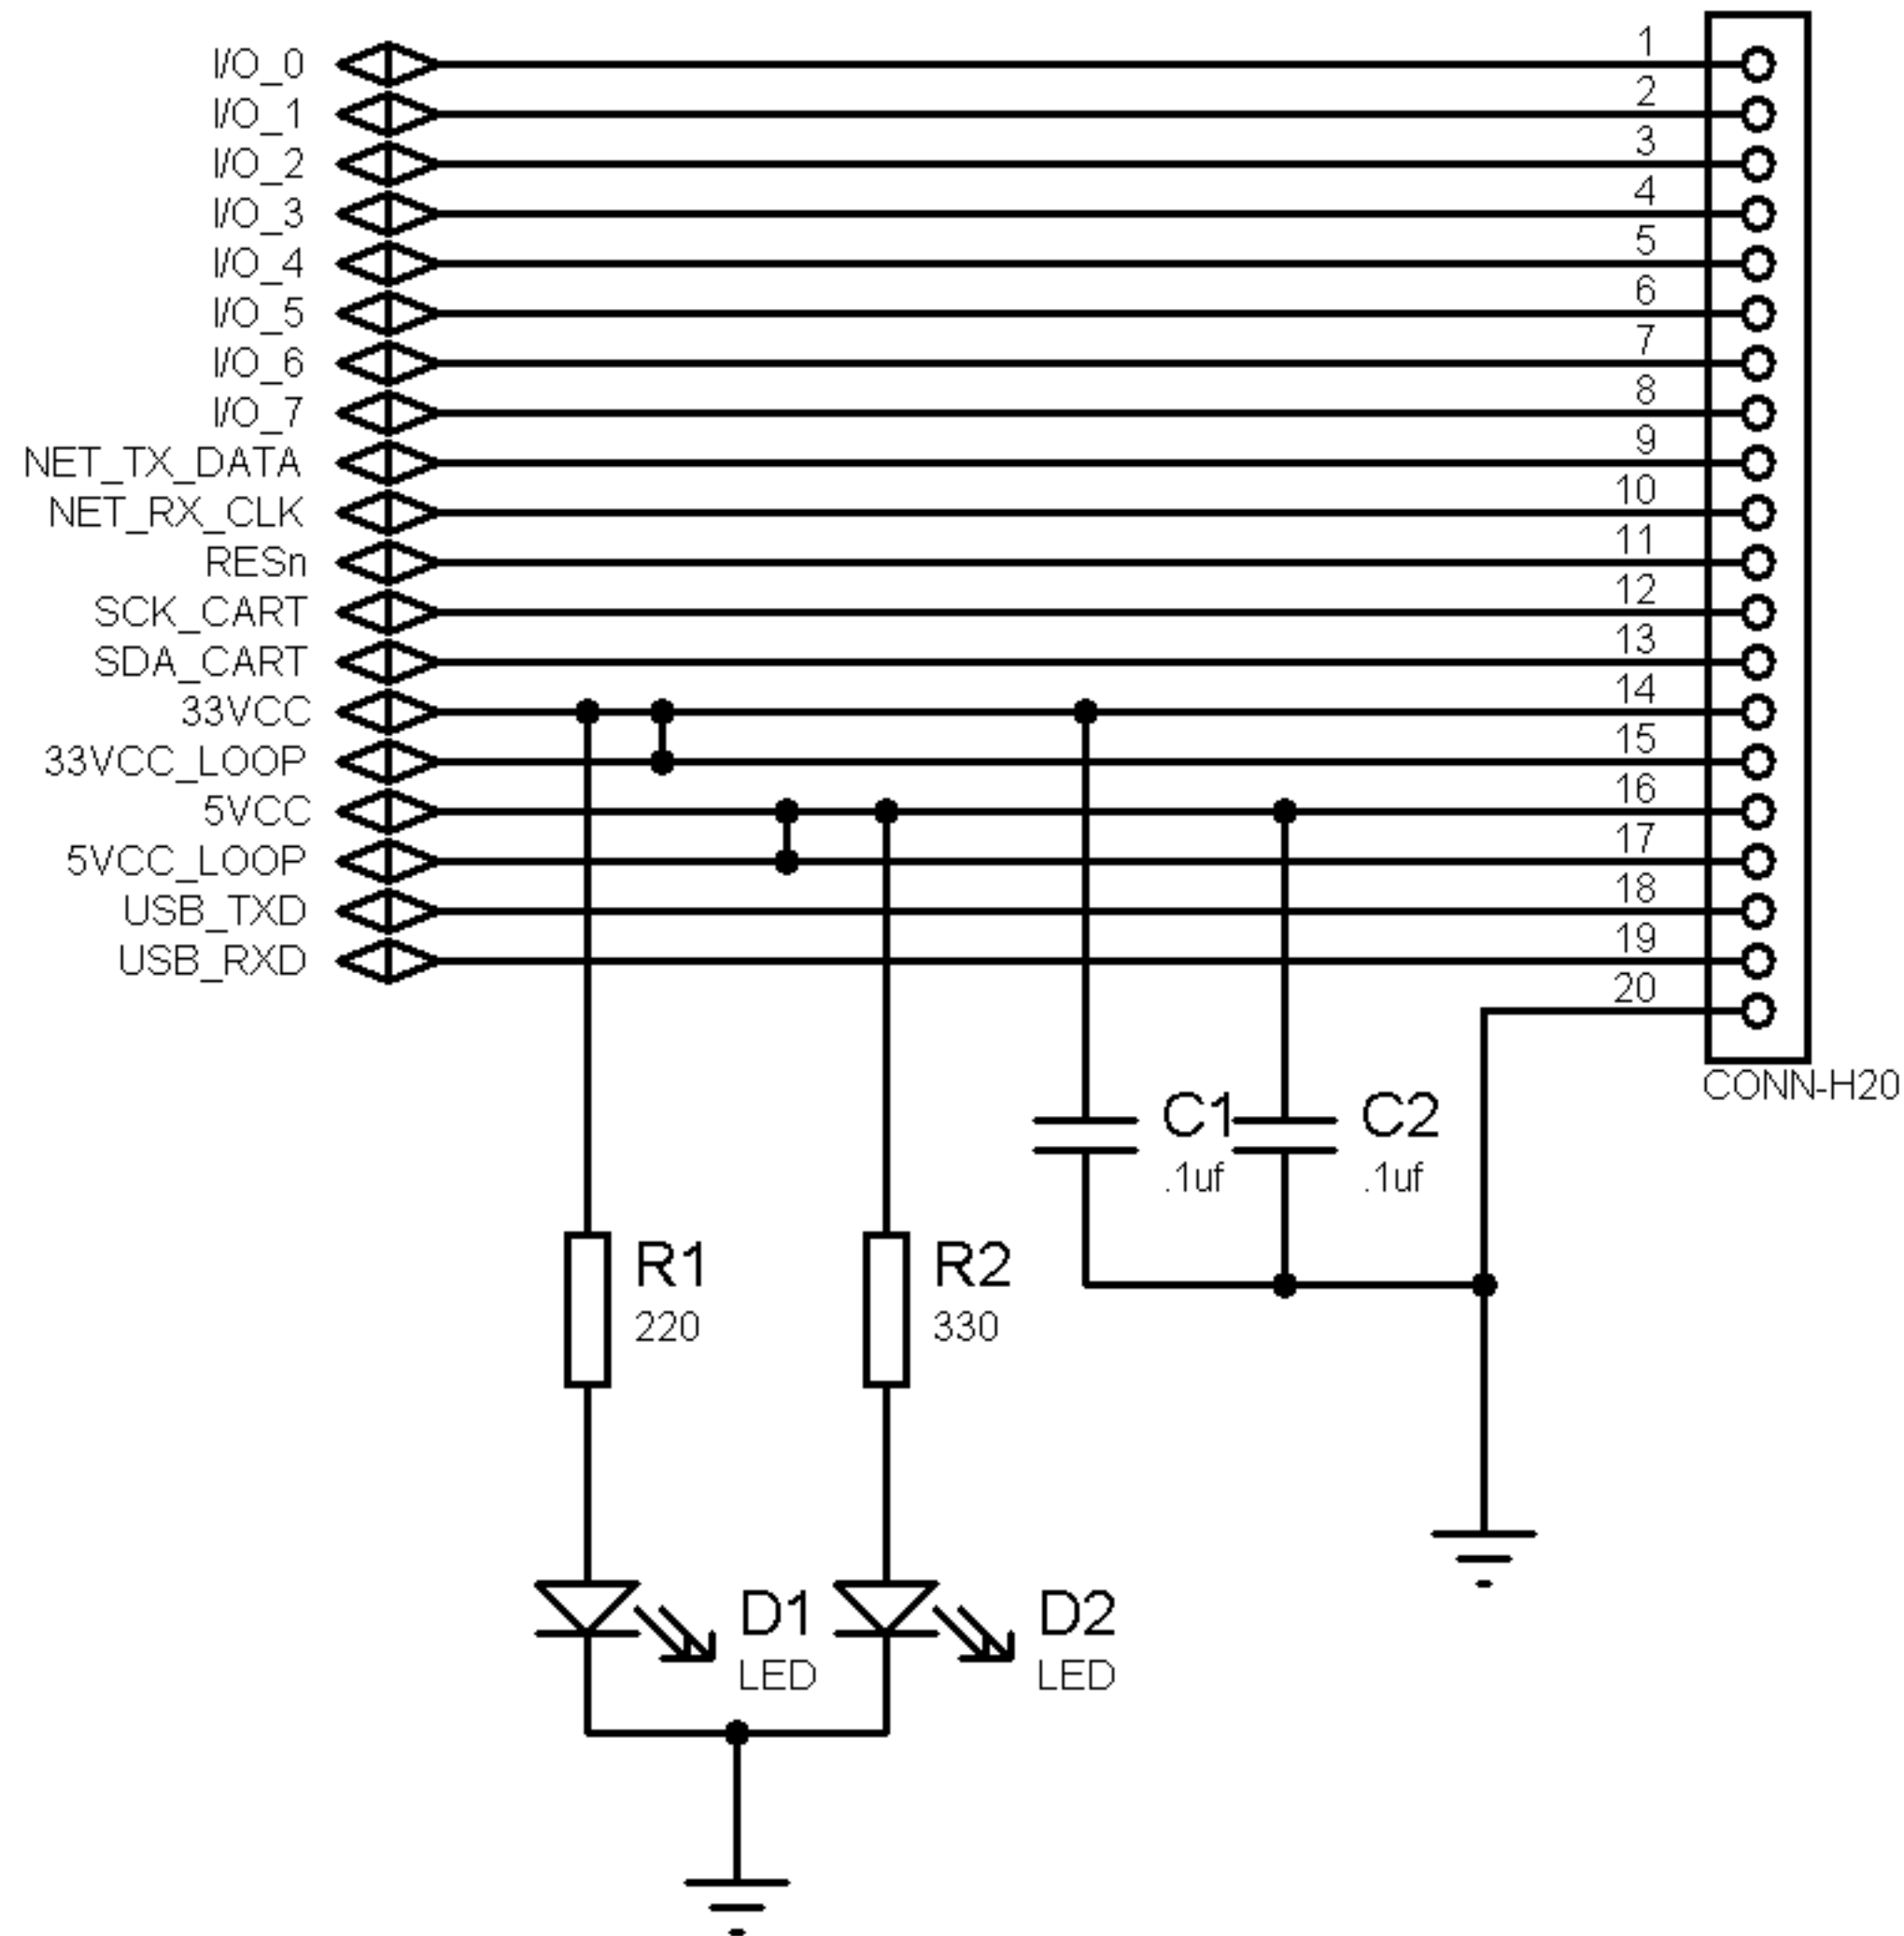 I/O_0 1
I/O_1 2
I/O_2 3
I/O_3 4
I/O_4 5
I/O_5 6
I/O_6 7
I/O_7 8
NET_TX_DATA 9
NET_RX_CLK 10
RESn 11
SCK_CART 12
SDA_CART 13
33VCC 14
33VCC_LOOP 15
5VCC 16
5VCC_LOOP 17
USB_TXD 18
USB_RXD 19
20
CONN-H20
C1 C2
.1uf .1uf
R1 R2
220 330
D1 D2
LED LED